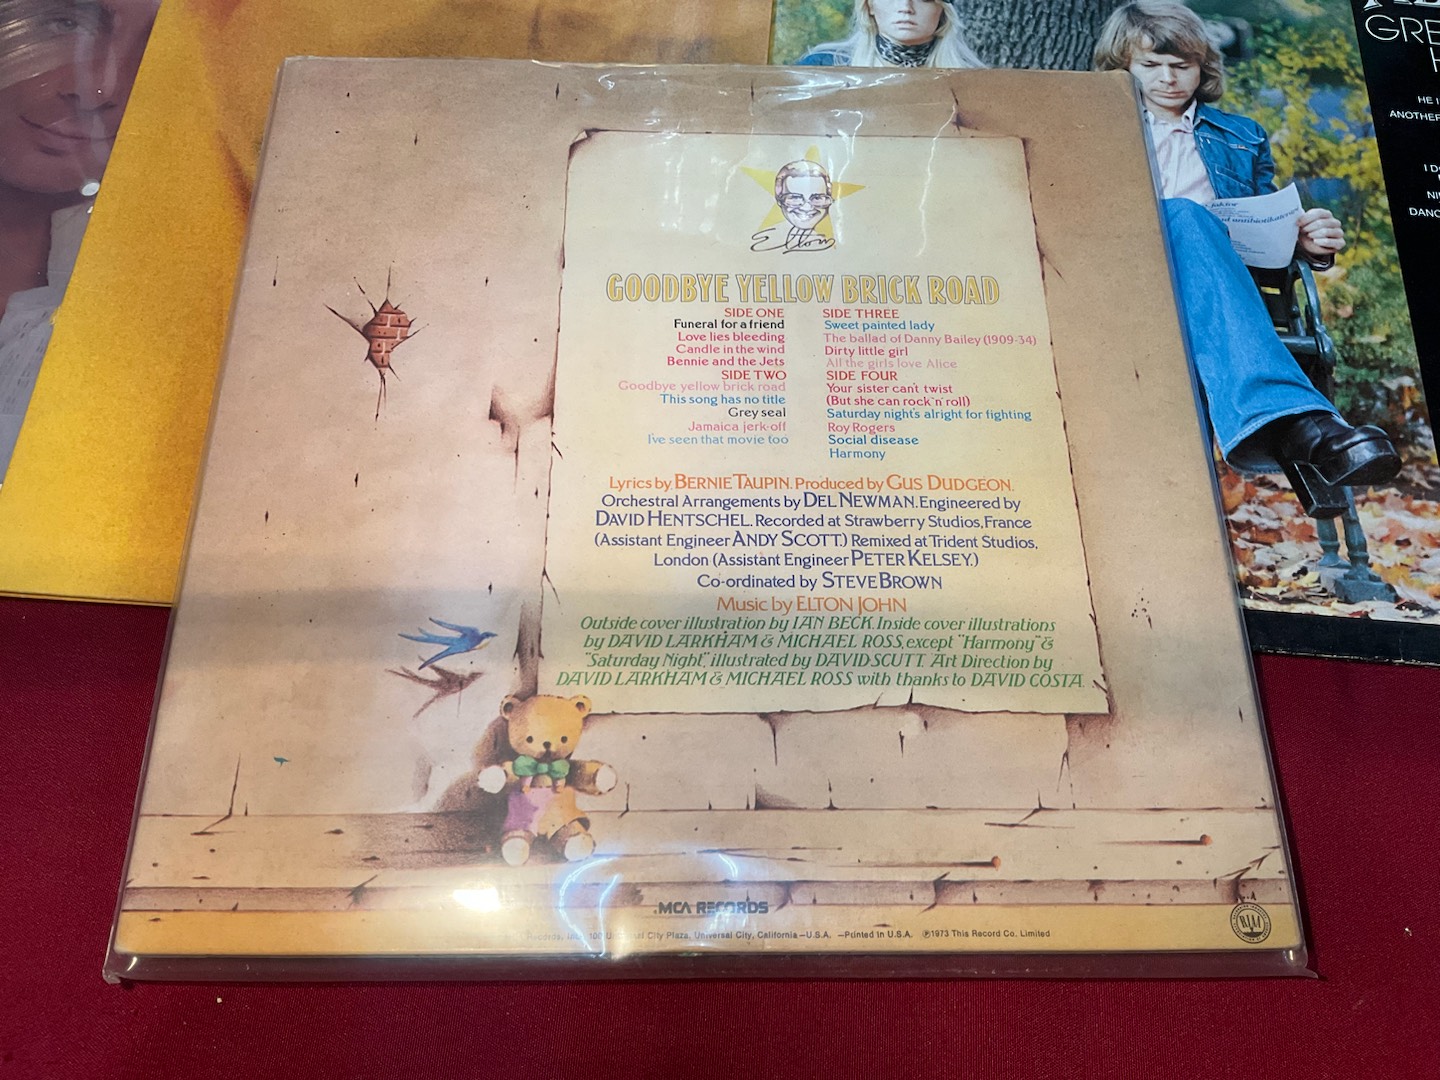 Elton
GOODBYE YELLOW BRICK ROAD
SIDE ONE
Funeral for a friend
Love lies bleeding
Candle in the wind
Bennie and the Jets
SIDE TWO
Goodbye yellow brick road
This song has no title
Grey seal
Jamaica jerk-off
I've seen that movie too
SIDE THREE
Sweet painted lady
The ballad of Danny Bailey (1909-34)
Dirty little girl
All the girls love Alice
SIDE FOUR
Your sister can't twist
(But she can rock 'n' roll)
Saturday night's alright for fighting
Roy Rogers
Social disease
Harmony
Lyrics by BERNIE TAUPIN. Produced by GUS DUDGEON.
Orchestral Arrangements by DEL NEWMAN. Engineered by
DAVID HENTSCHEL. Recorded at Strawberry Studios, France
(Assistant Engineer ANDY SCOTT.) Remixed at Trident Studios,
London (Assistant Engineer PETER KELSEY.)
Co-ordinated by STEVE BROWN
Music by ELTON JOHN
Outside cover illustration by IAN BECK. Inside cover illustrations
by DAVID LARKHAM & MICHAEL ROSS, except "Harmony" &
"Saturday Night", illustrated by DAVID SCUTT. Art Direction by
DAVID LARKHAM & MICHAEL ROSS with thanks to DAVID COSTA.
MCA RECORDS
City Plaza, Universal City, California—U.S.A. —Printed in U.S.A. ℗1973 This Record Co. Limited
RIAA
GRE
H
HE I
ANOTHER
I D
NI
DANC